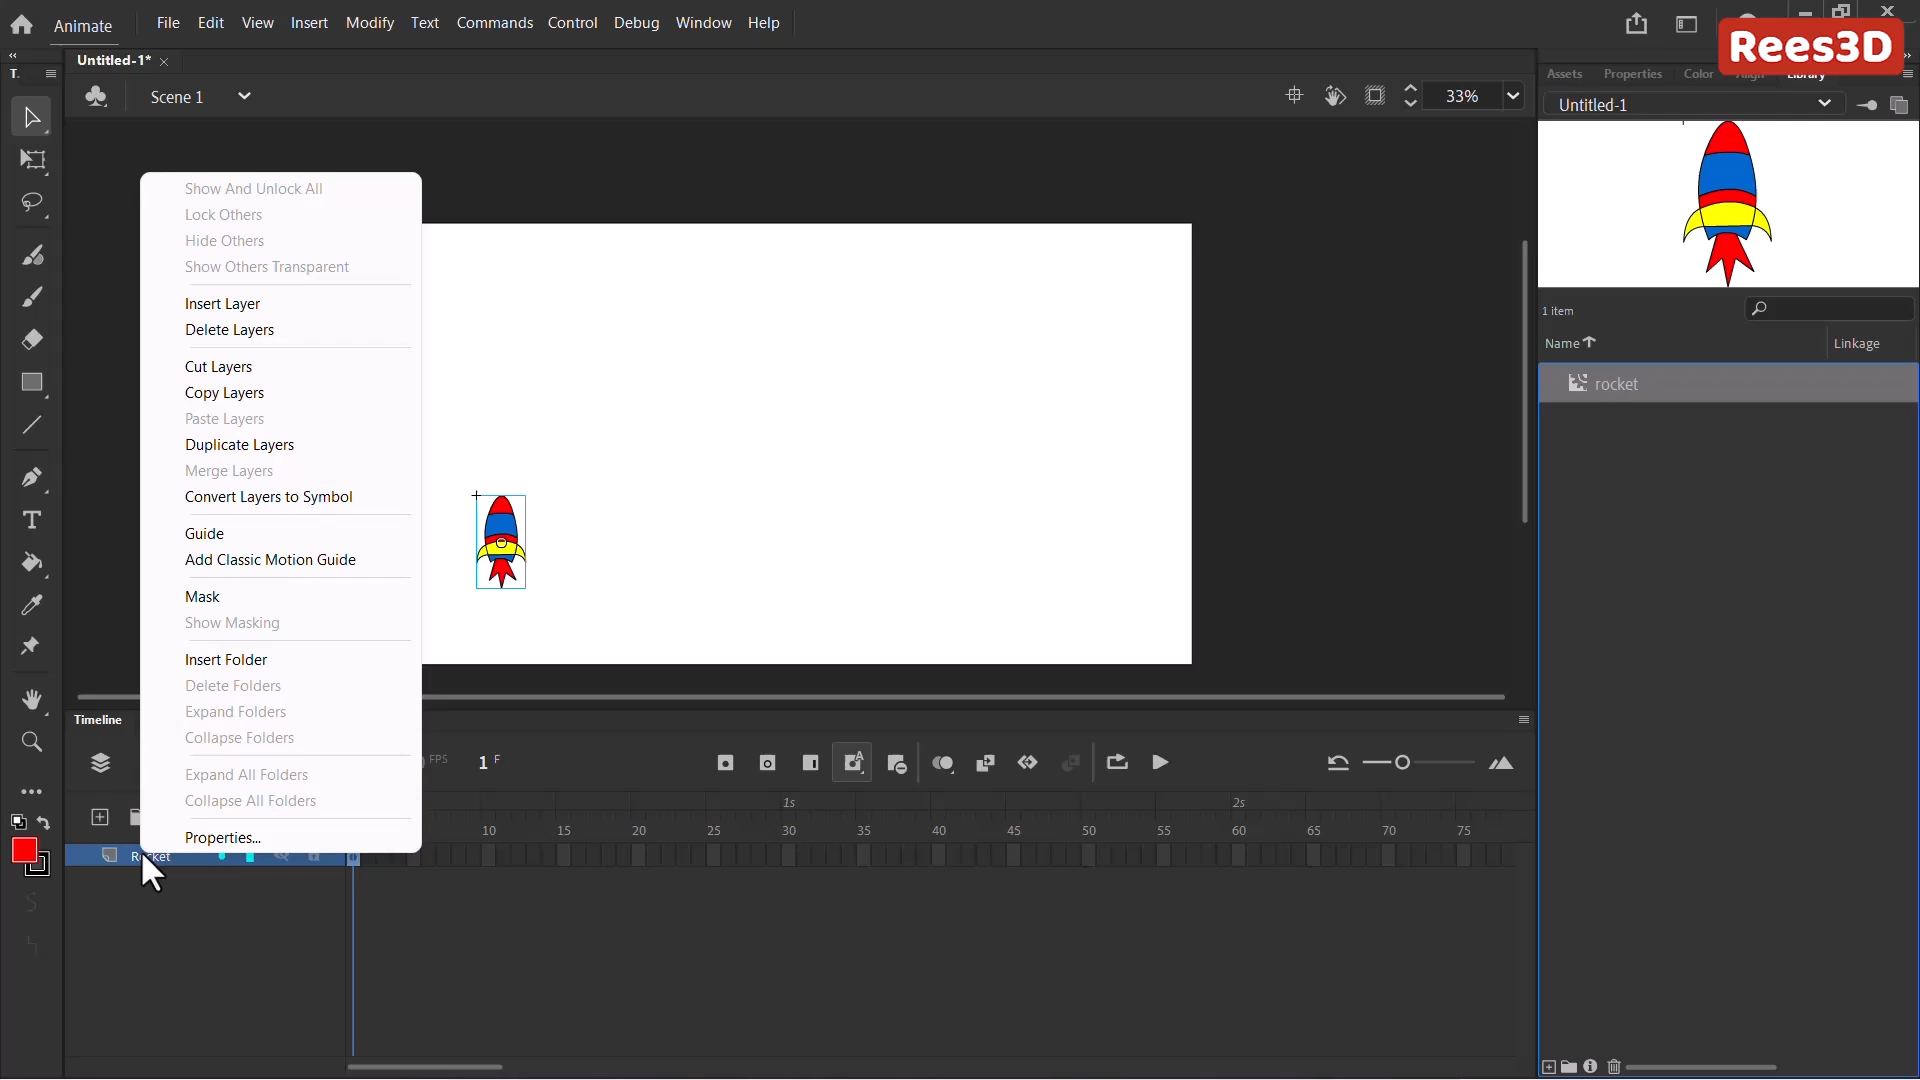 Animate
File Edit View Insert Modify Text Commands Control Debug Window Help
Rees3D
T.
Untitled-1*
Assets Properties Color Align Library
Scene 1
33%
Untitled-1
Show And Unlock All
Lock Others
Hide Others
Show Others Transparent
Insert Layer
Delete Layers
Cut Layers
Copy Layers
Paste Layers
Duplicate Layers
Merge Layers
Convert Layers to Symbol
Guide
Add Classic Motion Guide
Mask
Show Masking
Insert Folder
Delete Folders
Expand Folders
Collapse Folders
Expand All Folders
Collapse All Folders
Properties...
1 item
Name Linkage
rocket
Timeline
FPS 1 F
1s 2s
10 15 20 25 30 35 40 45 50 55 60 65 70 75
Rocket